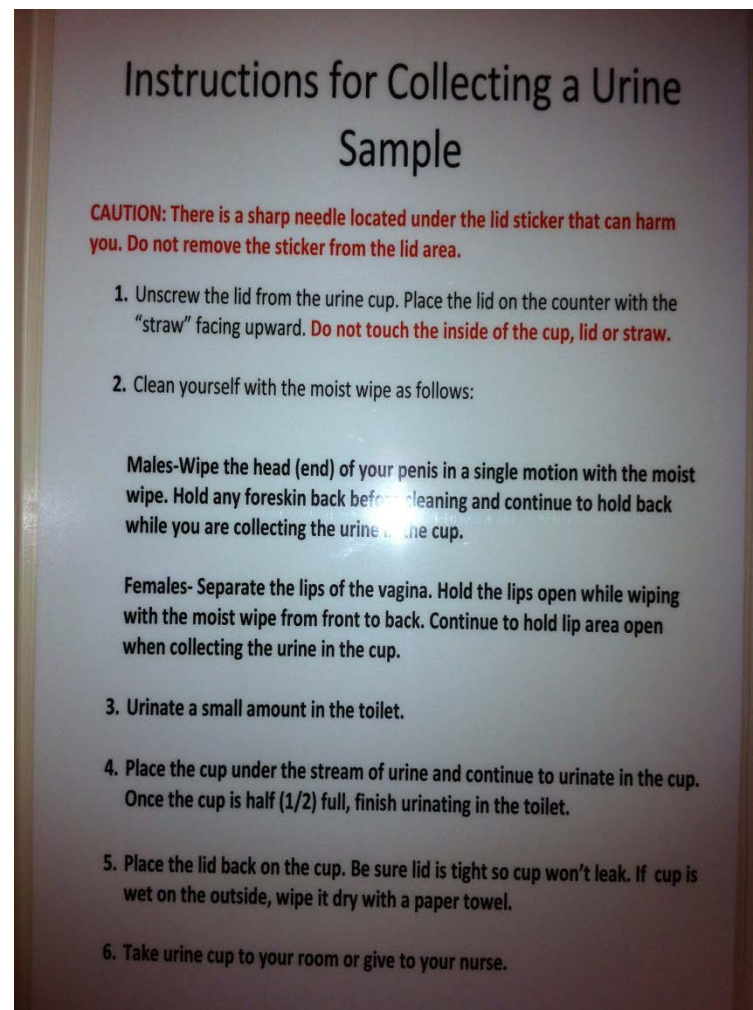 Instructions for Collecting a Urine
Sample
CAUTION: There is a sharp needle located under the lid sticker that can harm
you. Do not remove the sticker from the lid area.
1. Unscrew the lid from the urine cup. Place the lid on the counter with the
“straw” facing upward. Do not touch the inside of the cup, lid or straw.
2. Clean yourself with the moist wipe as follows:
Males-Wipe the head (end) of your penis in a single motion with the moist
wipe. Hold any foreskin back before cleaning and continue to hold back
while you are collecting the urine in the cup.
Females- Separate the lips of the vagina. Hold the lips open while wiping
with the moist wipe from front to back. Continue to hold lip area open
when collecting the urine in the cup.
3. Urinate a small amount in the toilet.
4. Place the cup under the stream of urine and continue to urinate in the cup.
Once the cup is half (1/2) full, finish urinating in the toilet.
5. Place the lid back on the cup. Be sure lid is tight so cup won’t leak. If cup is
wet on the outside, wipe it dry with a paper towel.
6. Take urine cup to your room or give to your nurse.